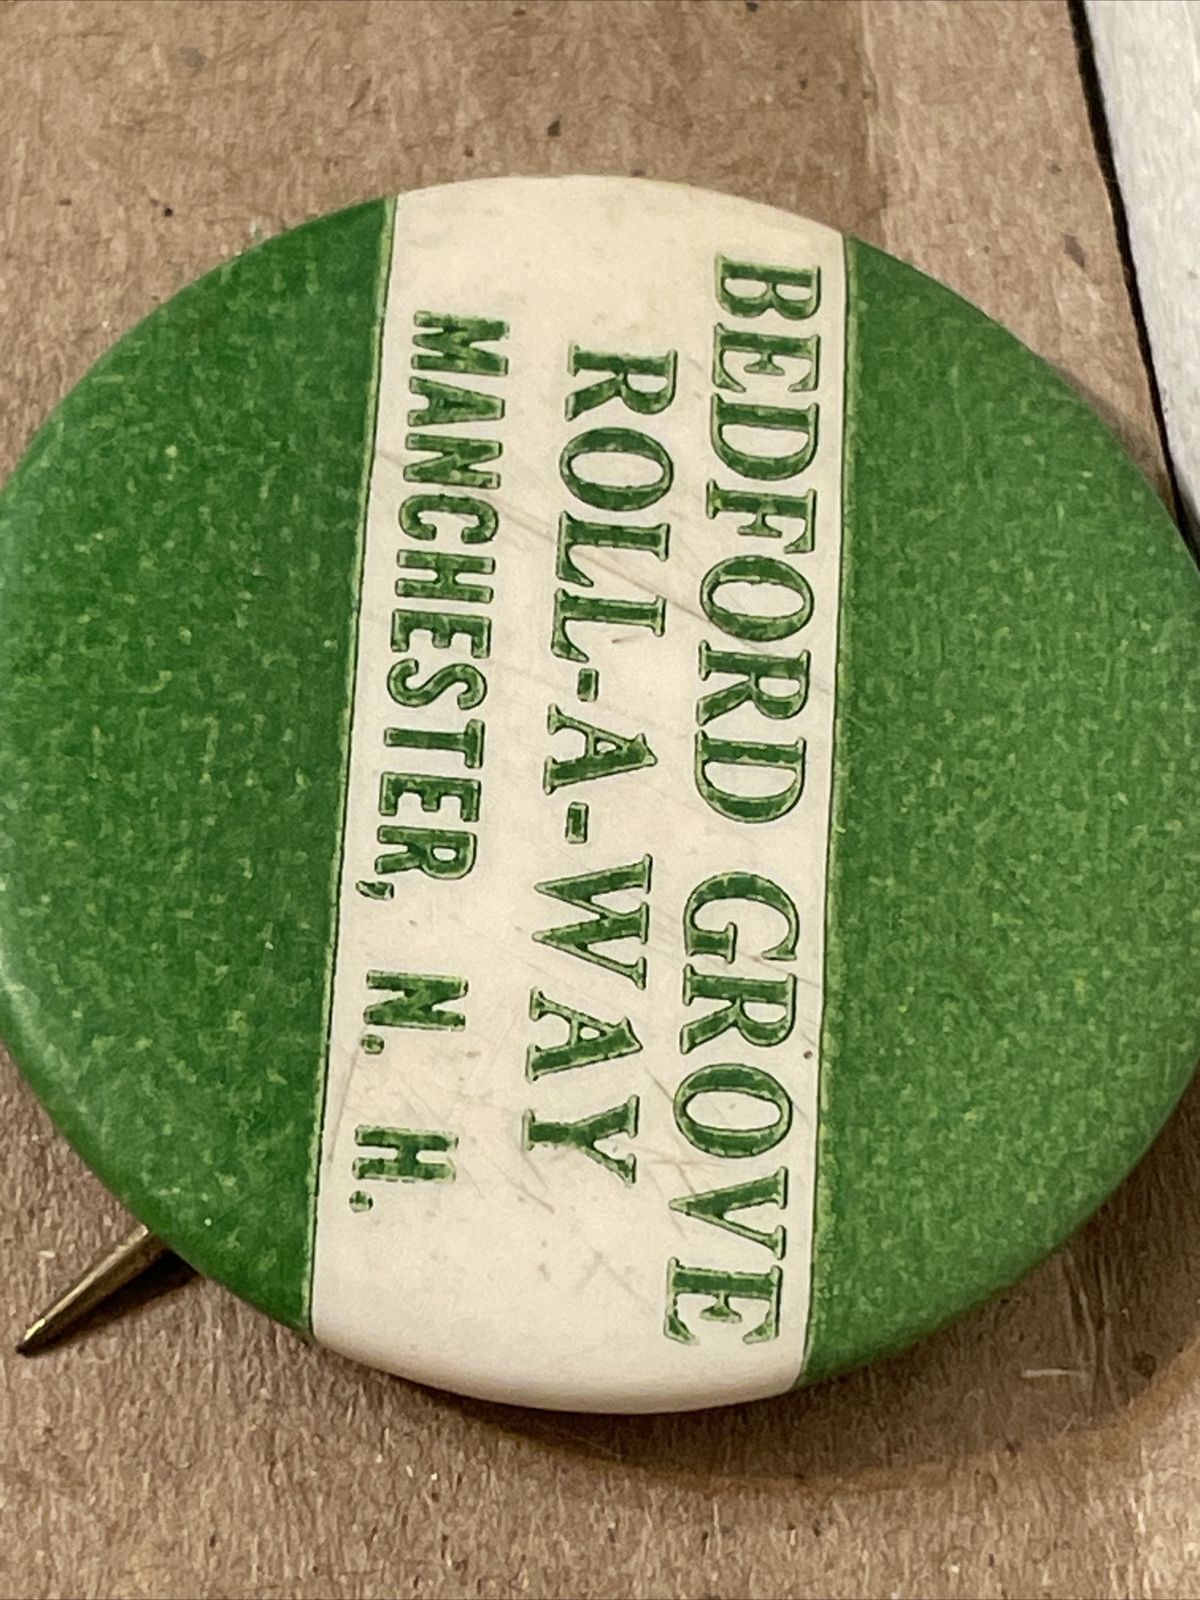 BEDFORD GROVE
ROLL-A-WAY
MANCHESTER, N. H.